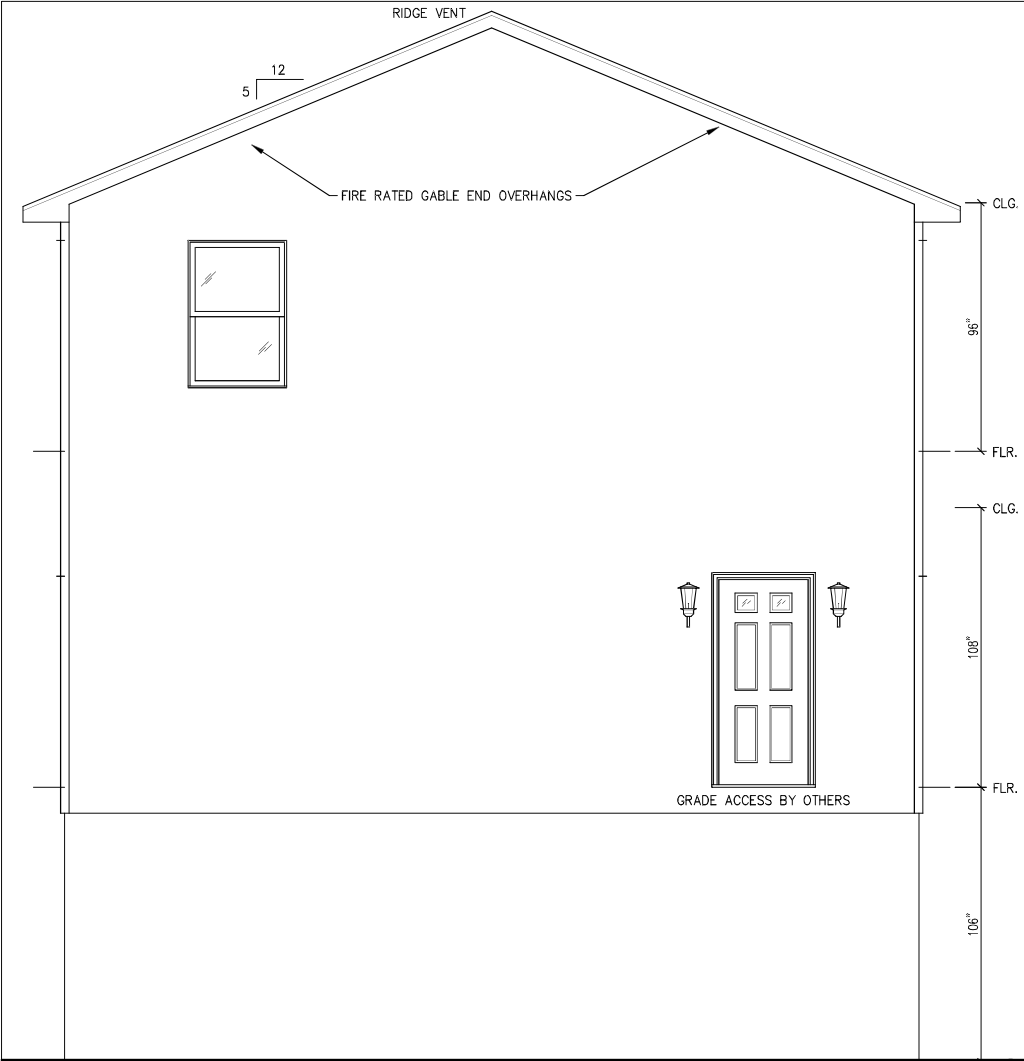 RIDGE VENT
12
5
FIRE RATED GABLE END OVERHANGS
CLG.
96"
FLR.
CLG.
108"
FLR.
GRADE ACCESS BY OTHERS
106"